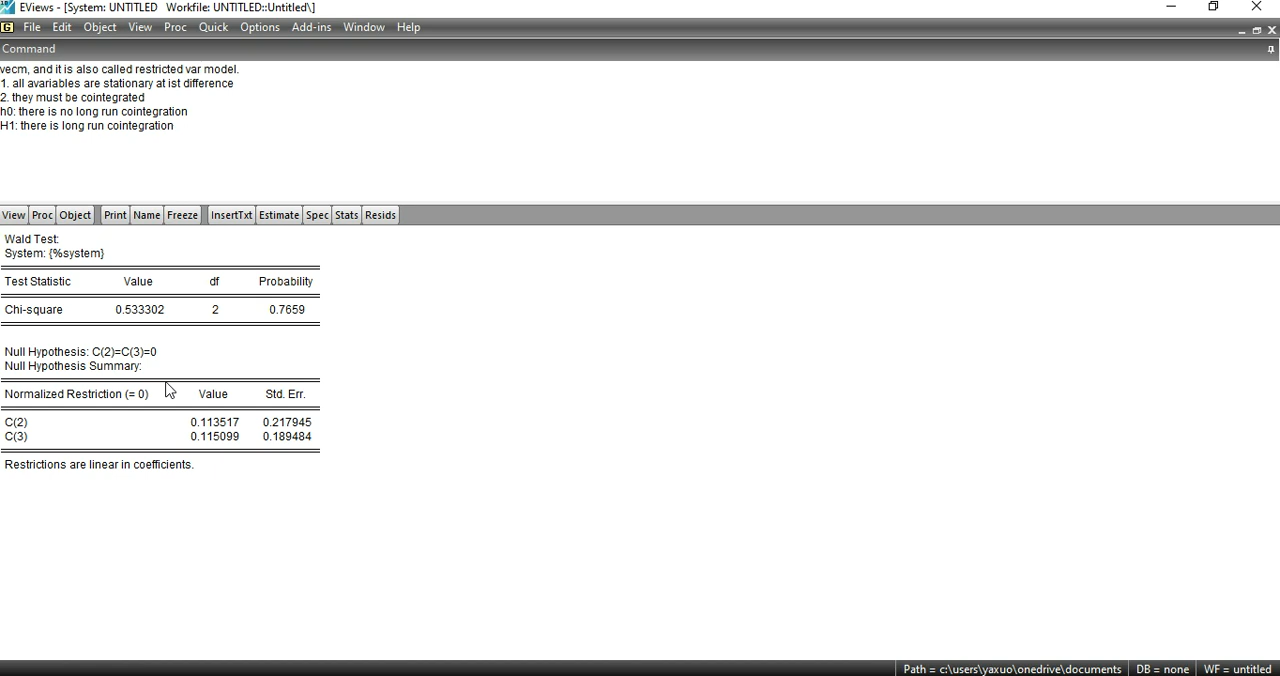 EViews - [System: UNTITLED   Workfile: UNTITLED::Untitled\]
File Edit Object View Proc Quick Options Add-ins Window Help
Command
vecm, and it is also called restricted var model.
1. all avariables are stationary at ist difference
2. they must be cointegrated
h0: there is no long run cointegration
H1: there is long run cointegration
View Proc Object Print Name Freeze InsertTxt Estimate Spec Stats Resids
Wald Test:
System: {%system}
Test Statistic Value df Probability
Chi-square 0.533302 2 0.7659
Null Hypothesis: C(2)=C(3)=0
Null Hypothesis Summary:
Normalized Restriction (= 0) Value Std. Err.
C(2) 0.113517 0.217945
C(3) 0.115099 0.189484
Restrictions are linear in coefficients.
Path = c:\users\yaxuo\onedrive\documents DB = none WF = untitled